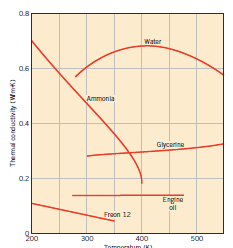 0.8
Water
0.6
Ammonia
0.4
Thermal conductivity (W/m·K)
Glycerine
0.2
Engine
oil
Freon 12
0
200
300
400
500
Temperature (K)